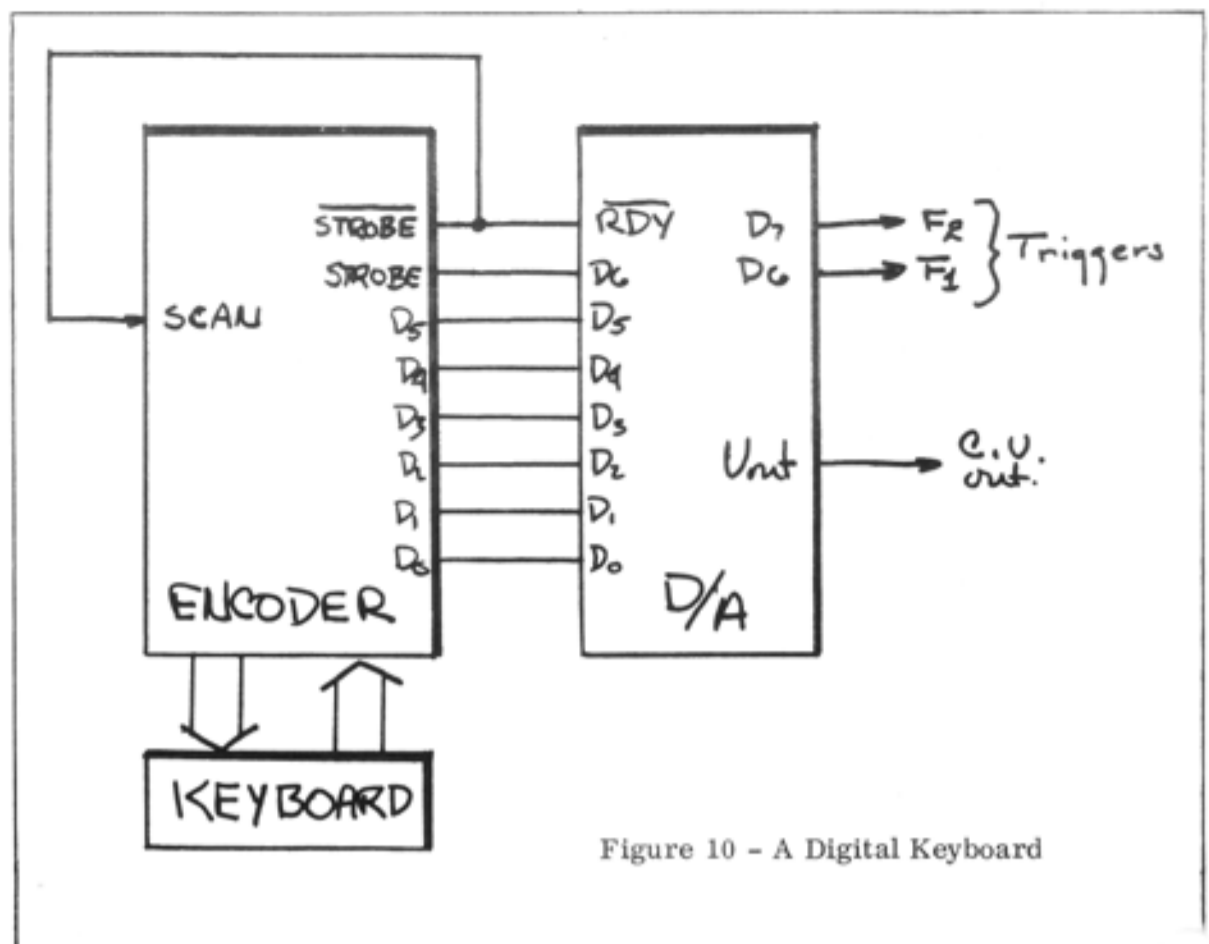 STROBE
RDY
D7
F2
Triggers
STROBE
D6
D6
F1
SCAN
D5
D5
D4
D4
D3
D3
D2
D2
Vout
C.V. out.
D1
D1
D0
D0
ENCODER
D/A
KEYBOARD
Figure 10 - A Digital Keyboard